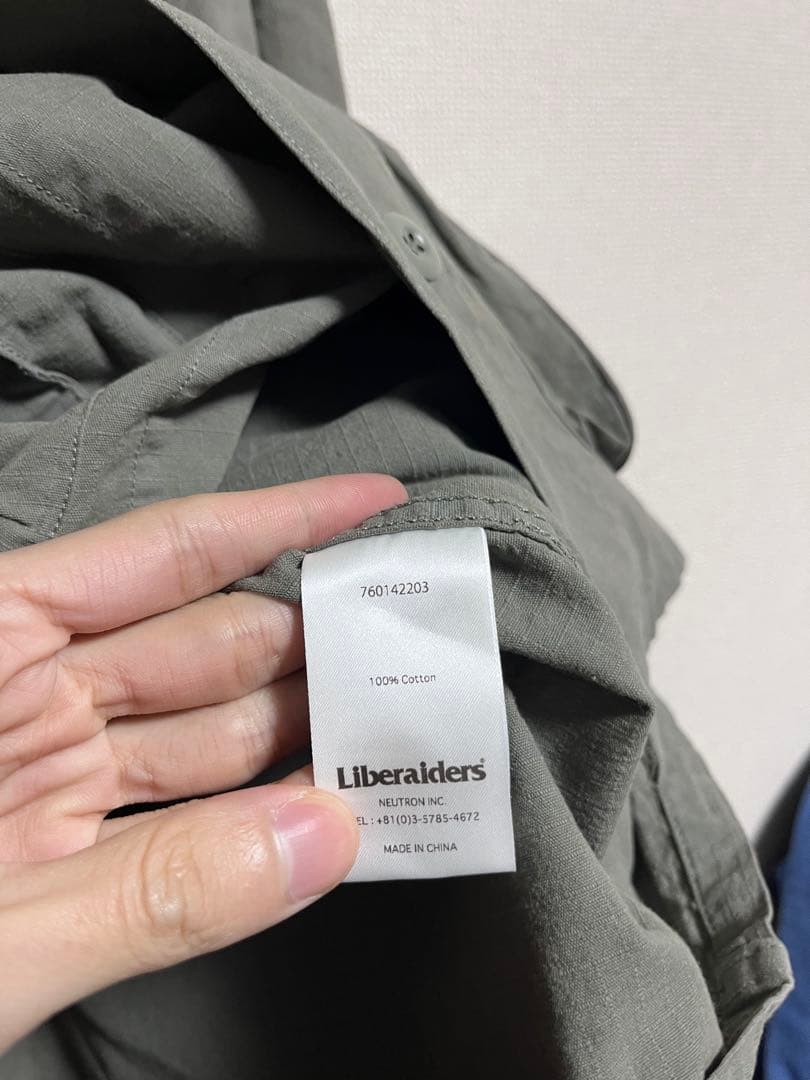 760142203
100% Cotton
Liberaiders®
NEUTRON INC.
EL : +81(0)3-5785-4672
MADE IN CHINA